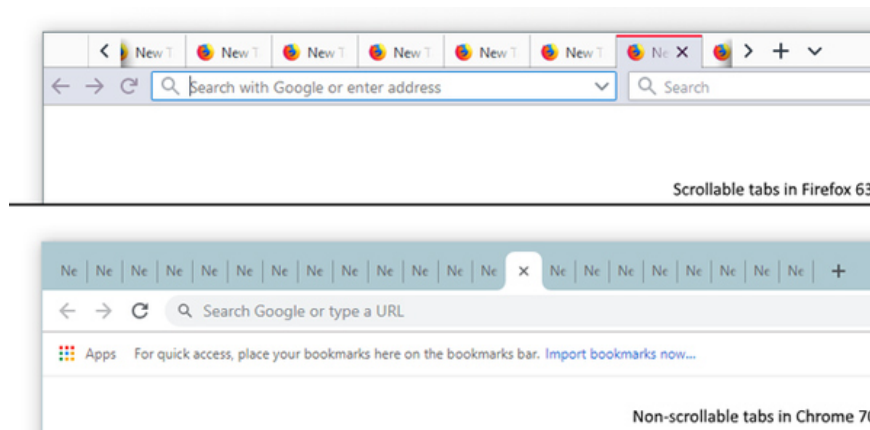 New T New T New T New T New T New T Ne
Search with Google or enter address Search
Scrollable tabs in Firefox 63
Ne Ne Ne Ne Ne Ne Ne Ne Ne Ne Ne Ne Ne Ne Ne Ne Ne Ne Ne Ne Ne
Search Google or type a URL
Apps For quick access, place your bookmarks here on the bookmarks bar. Import bookmarks now...
Non-scrollable tabs in Chrome 70